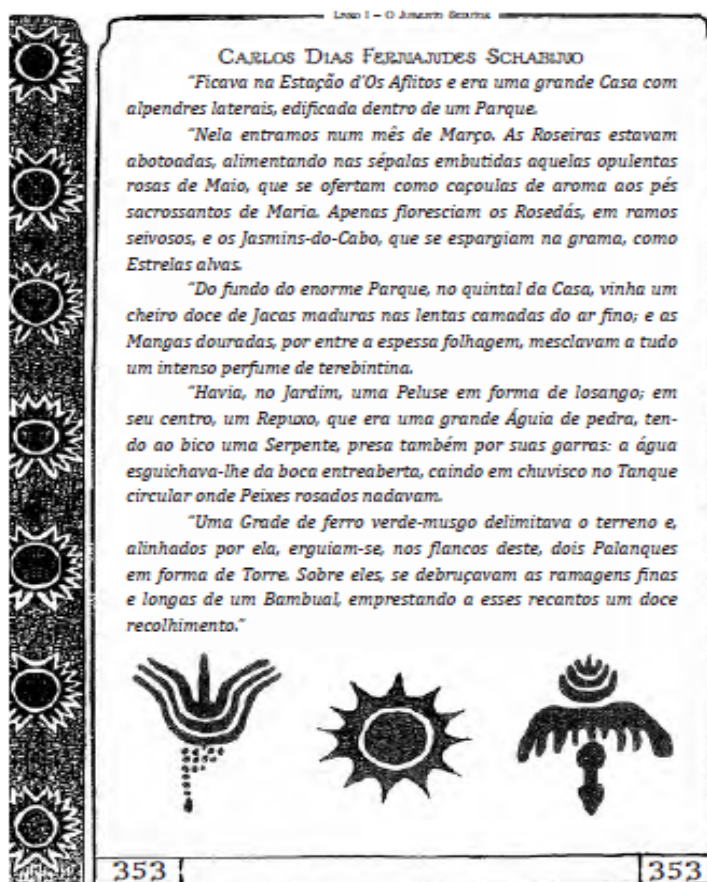 Livro I – O Jumento Sedutor
Carlos Dias Fernandes Schabino
"Ficava na Estação d'Os Aflitos e era uma grande Casa com
alpendres laterais, edificada dentro de um Parque.
"Nela entramos num mês de Março. As Roseiras estavam
abotoadas, alimentando nas sépalas embutidas aquelas opulentas
rosas de Maio, que se ofertam como caçoulas de aroma aos pés
sacrossantos de Maria. Apenas floresciam os Rosedás, em ramos
seivosos, e os Jasmins-do-Cabo, que se espargiam na grama, como
Estrelas alvas.
"Do fundo do enorme Parque, no quintal da Casa, vinha um
cheiro doce de Jacas maduras nas lentas camadas do ar fino; e as
Mangas douradas, por entre a espessa folhagem, mesclavam a tudo
um intenso perfume de terebintina.
"Havia, no Jardim, uma Peluse em forma de losango; em
seu centro, um Repuxo, que era uma grande Águia de pedra, ten-
do ao bico uma Serpente, presa também por suas garras: a água
esguichava-lhe da boca entreaberta, caindo em chuvisco no Tanque
circular onde Peixes rosados nadavam.
"Uma Grade de ferro verde-musgo delimitava o terreno e,
alinhados por ela, erguiam-se, nos flancos deste, dois Palanques
em forma de Torre. Sobre eles, se debruçavam as ramagens finas
e longas de um Bambual, emprestando a esses recantos um doce
recolhimento."
353 353